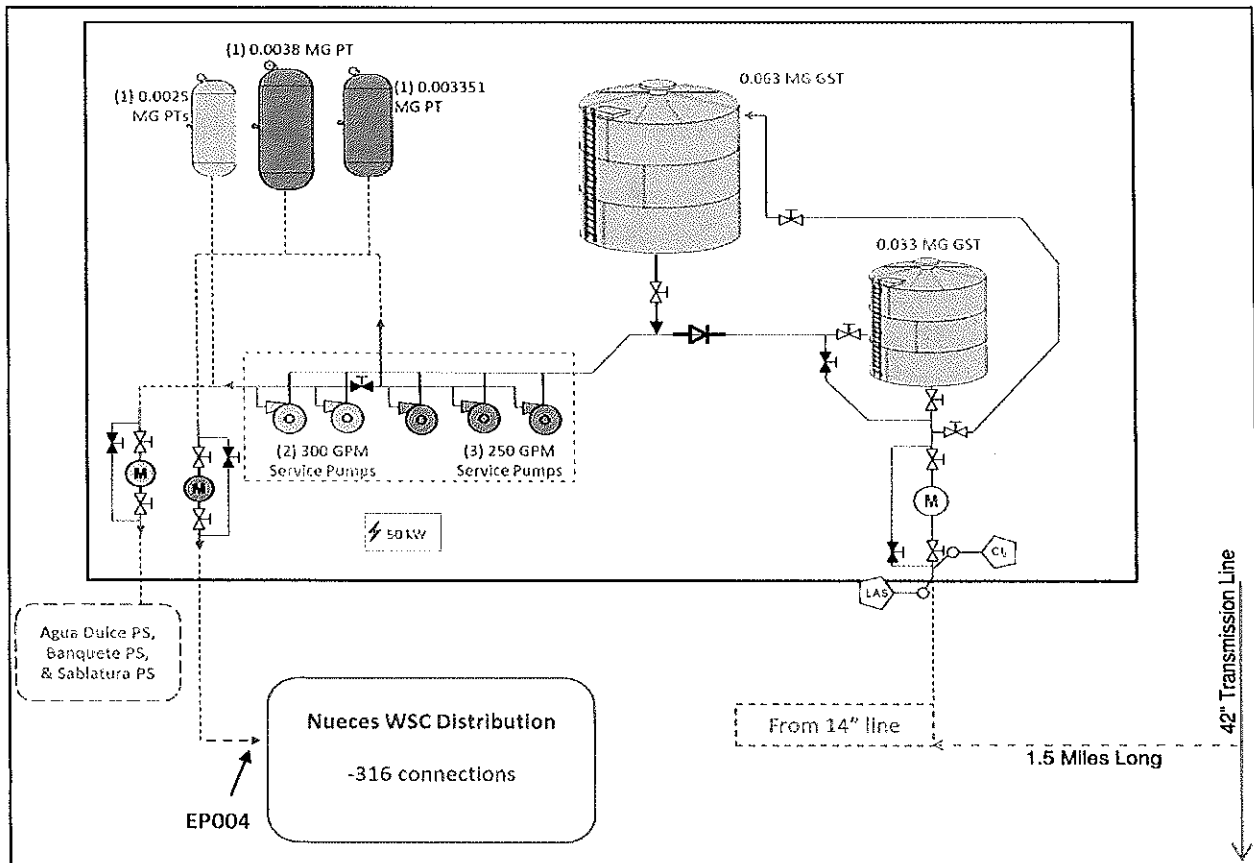 (1) 0.0038 MG PT
(1) 0.0025
MG PTs
(1) 0.003351
MG PT
0.063 MG GST
0.033 MG GST
(2) 300 GPM
Service Pumps
(3) 250 GPM
Service Pumps
M
M
M
50 kW
Cl₂
LAS
Agua Dulce PS,
Banquete PS,
& Sablatura PS
Nueces WSC Distribution
-316 connections
EP004
From 14" line
1.5 Miles Long
42" Transmission Line